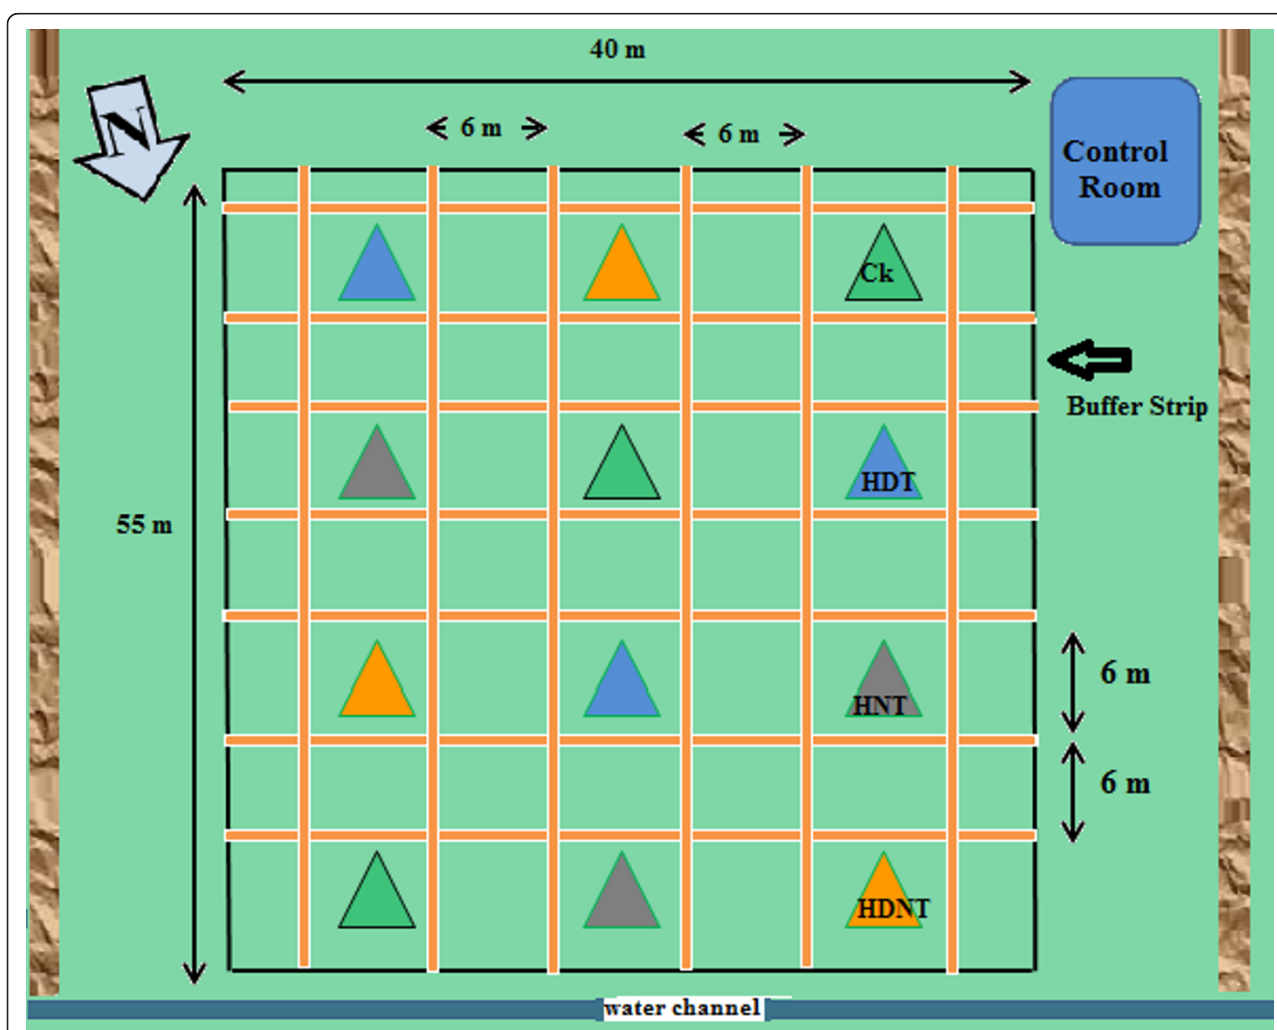 40 m
N
6 m
6 m
Control
Room
Ck
Buffer Strip
HDT
55 m
6 m
HNT
6 m
HDNT
water channel